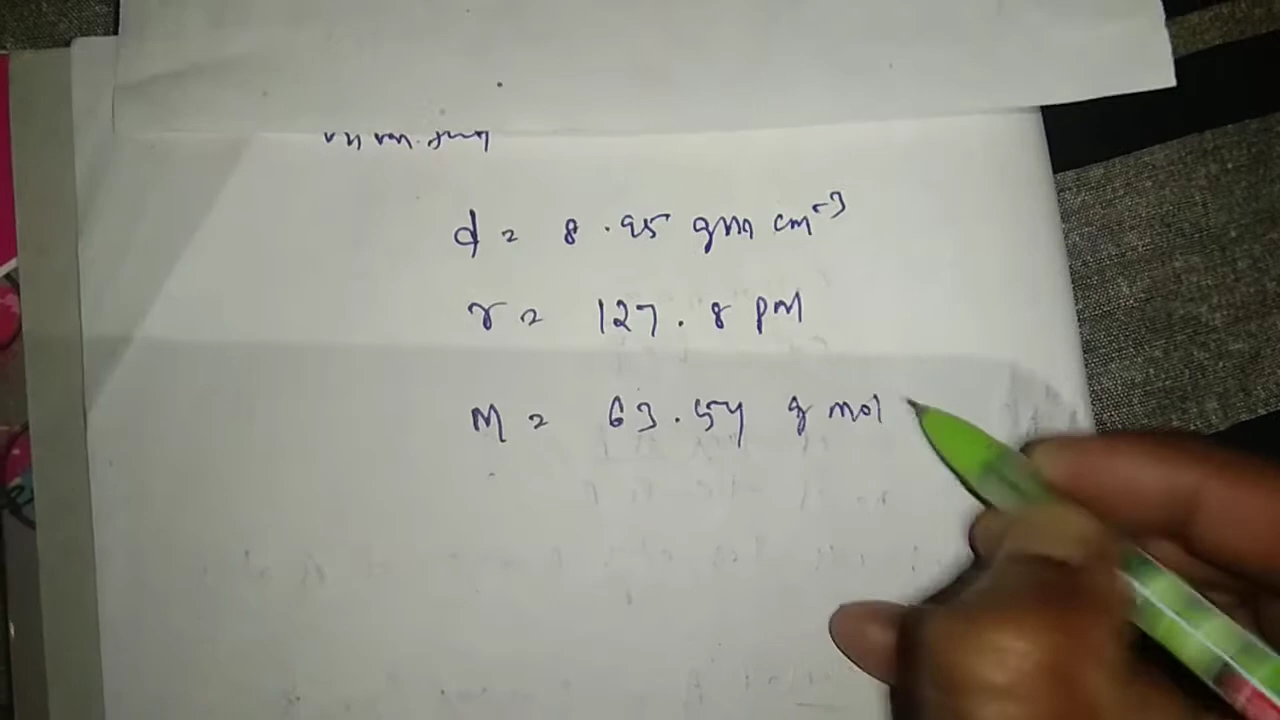 d = 8.95 gm cm⁻³
r = 127.8 pM
M = 63.54 g mol